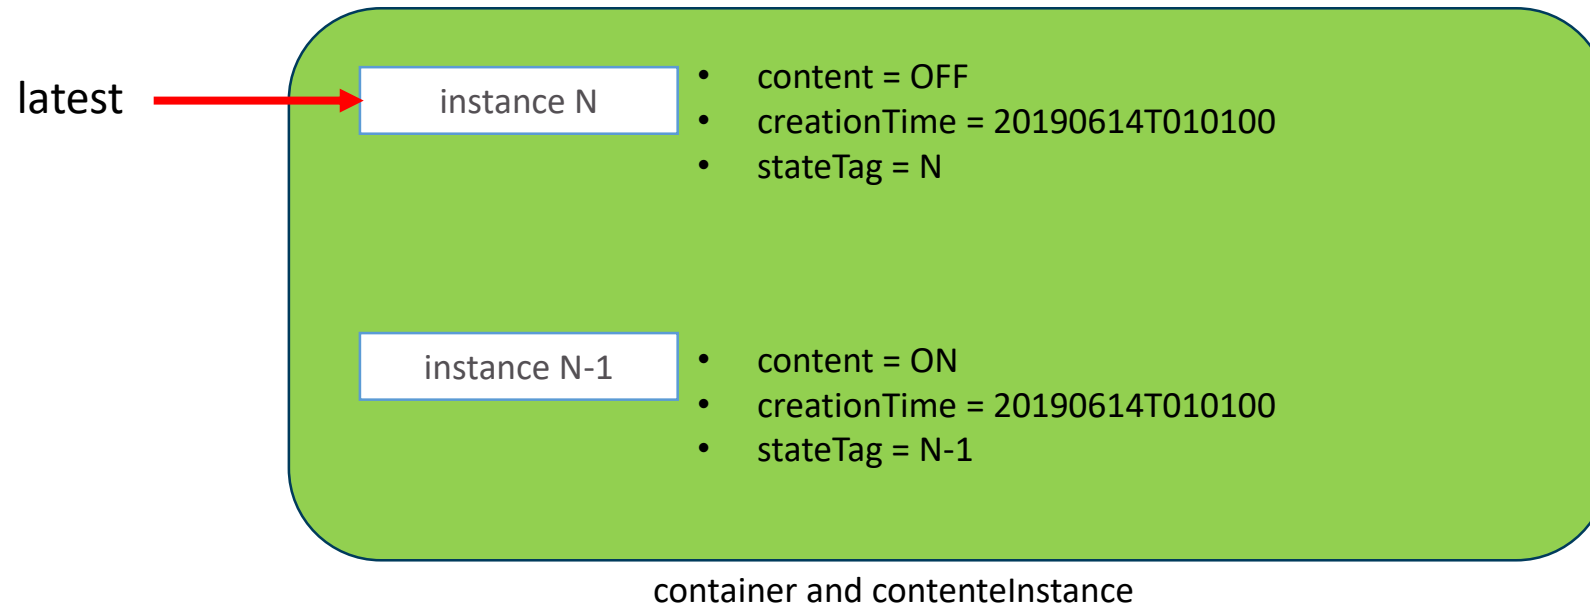 latest
instance N
• content = OFF
• creationTime = 20190614T010100
• stateTag = N
instance N-1
• content = ON
• creationTime = 20190614T010100
• stateTag = N-1
container and contenteInstance